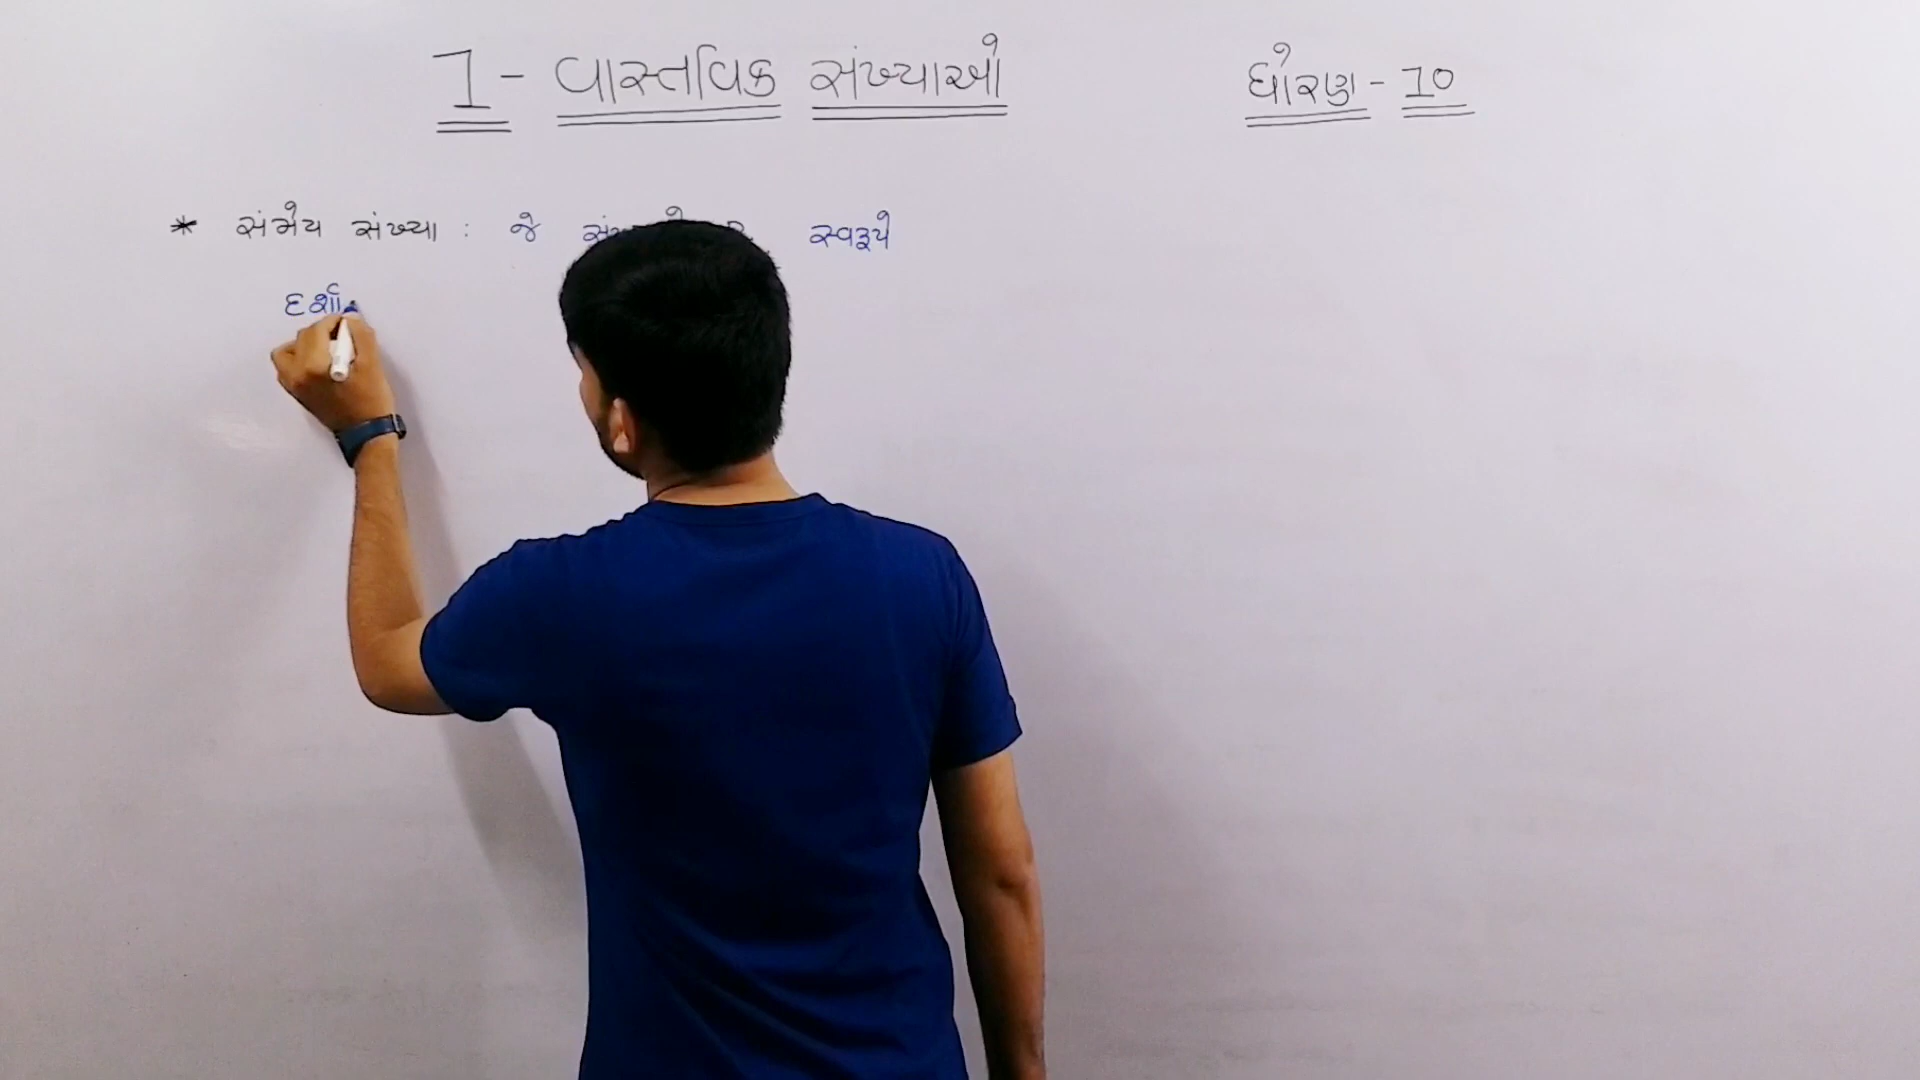 1 - વાસ્તવિક સંખ્યાઓ
ધોરણ - 10
* સંમેય સંખ્યા : જે સ્વરૂપે
દર્શા